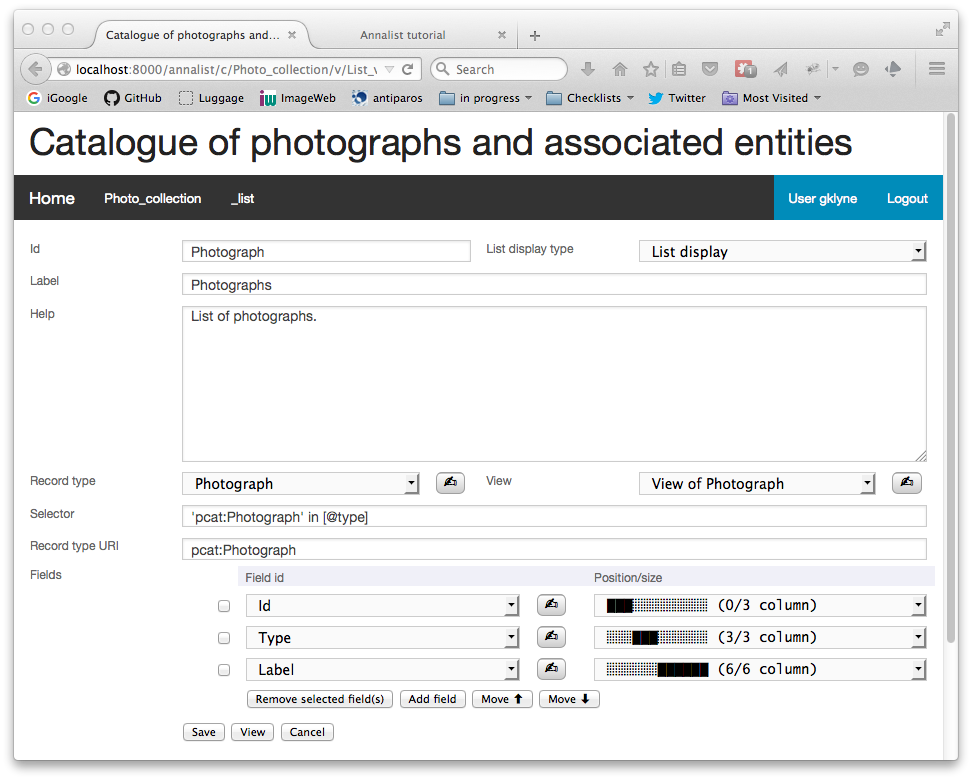 Catalogue of photographs and... Annalist tutorial
localhost:8000/annalist/c/Photo_collection/v/List_v Search 1
iGoogle GitHub Luggage iw ImageWeb antiparos in progress Checklists Twitter Most Visited
Catalogue of photographs and associated entities
Home Photo_collection _list User gklyne Logout
Id Photograph List display type List display
Label Photographs
Help List of photographs.
Record type Photograph View View of Photograph
Selector 'pcat:Photograph' in [@type]
Record type URI pcat:Photograph
Fields Field id Position/size
Id (0/3 column)
Type (3/3 column)
Label (6/6 column)
Remove selected field(s) Add field Move ⬆ Move ⬇
Save View Cancel